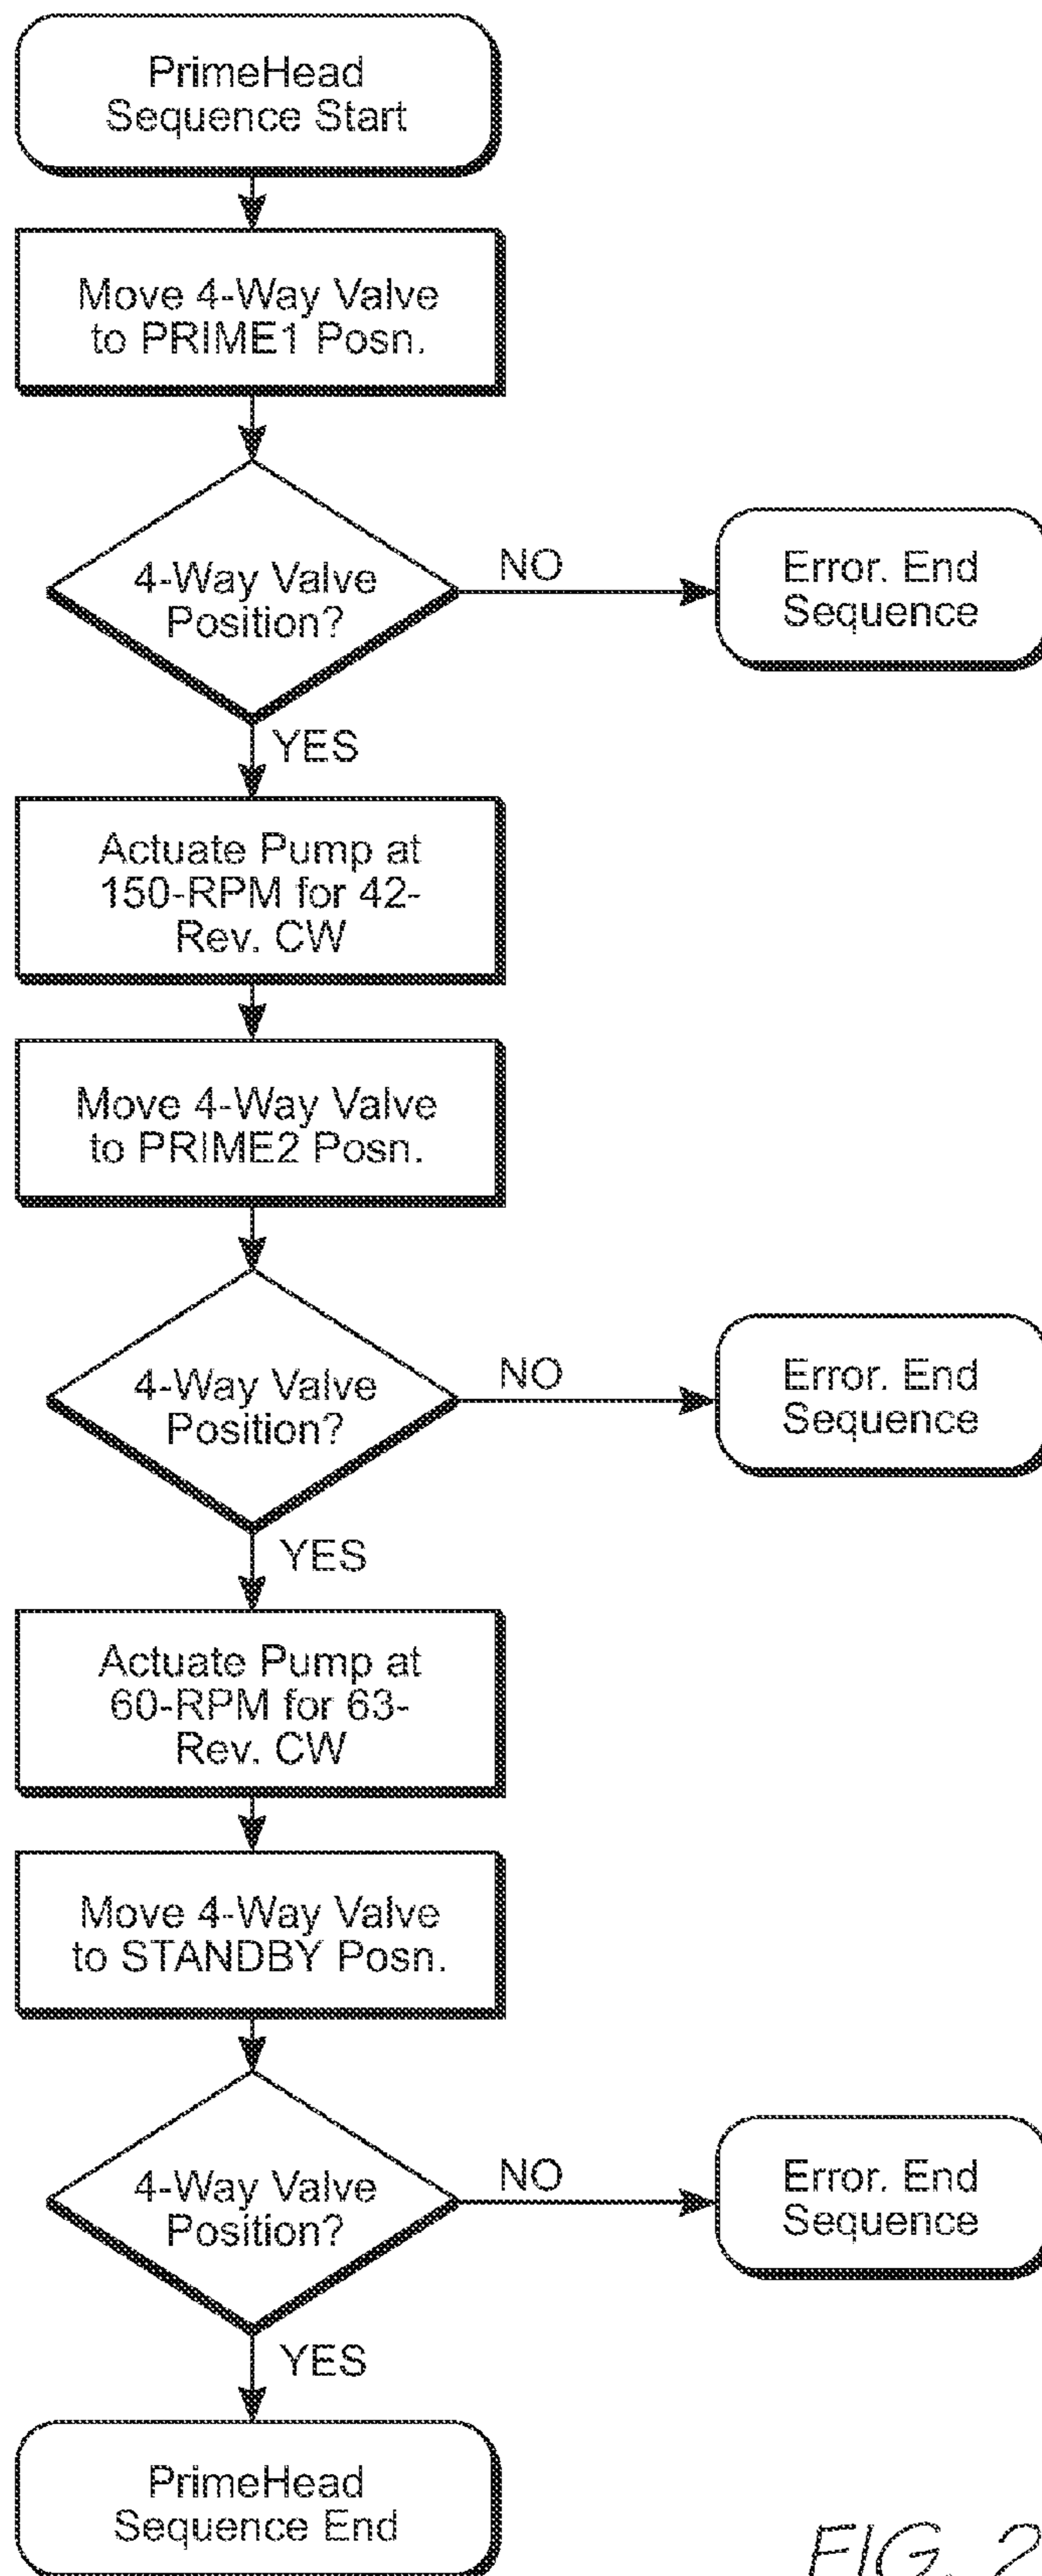 PrimeHead
Sequence Start
Move 4-Way Valve
to PRIME1 Posn.
4-Way Valve
Position?
NO
Error. End
Sequence
YES
Actuate Pump at
150-RPM for 42-
Rev. CW
Move 4-Way Valve
to PRIME2 Posn.
4-Way Valve
Position?
NO
Error. End
Sequence
YES
Actuate Pump at
60-RPM for 63-
Rev. CW
Move 4-Way Valve
to STANDBY Posn.
4-Way Valve
Position?
NO
Error. End
Sequence
YES
PrimeHead
Sequence End
FIG. 2